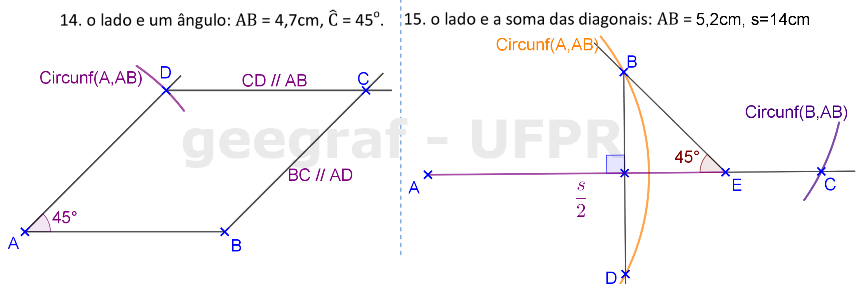 14. o lado e um ângulo: AB = 4,7cm, Ĉ = 45º.
Circunf(A,AB)
D
CD // AB
C
BC // AD
45°
A
B
15. o lado e a soma das diagonais: AB = 5,2cm, s=14cm
Circunf(A,AB)
B
Circunf(B,AB)
45°
A
E
C
s
2
D
geegraf - UFPR